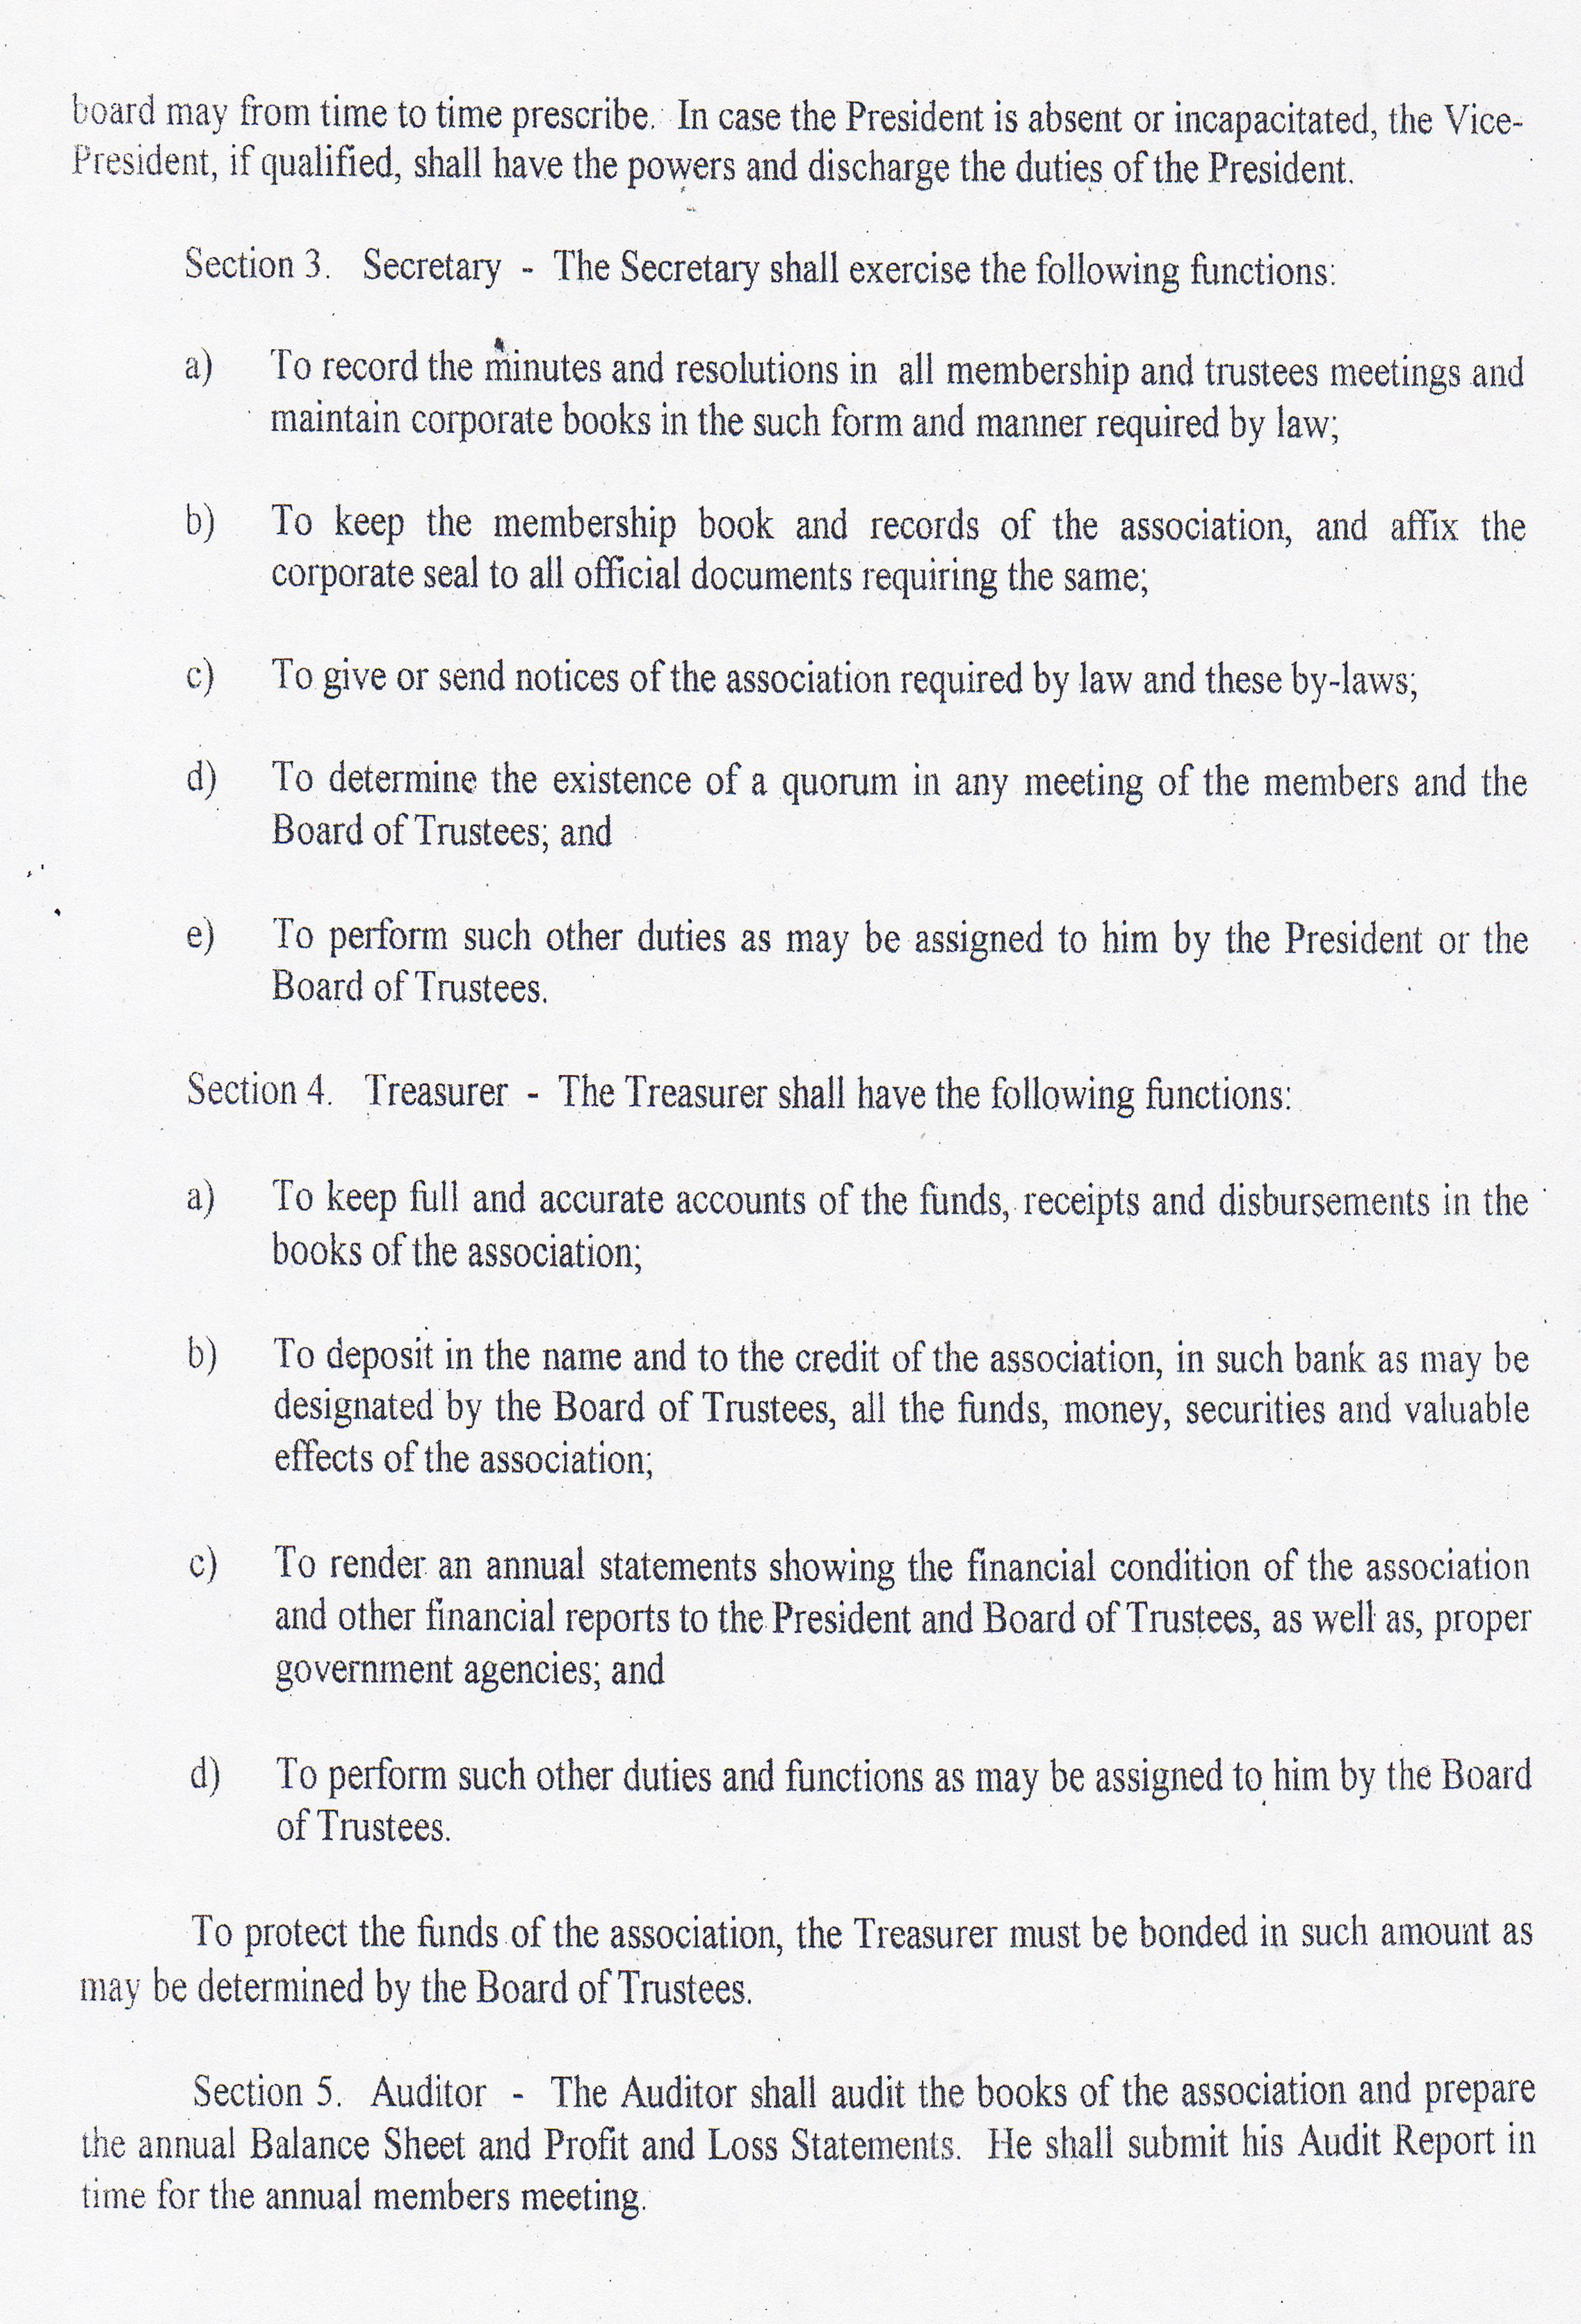 board may from time to time prescribe. In case the President is absent or incapacitated, the Vice-
President, if qualified, shall have the powers and discharge the duties of the President.
Section 3. Secretary - The Secretary shall exercise the following functions:
a) To record the minutes and resolutions in all membership and trustees meetings and
maintain corporate books in the such form and manner required by law;
b) To keep the membership book and records of the association, and affix the
corporate seal to all official documents requiring the same;
c) To give or send notices of the association required by law and these by-laws;
d) To determine the existence of a quorum in any meeting of the members and the
Board of Trustees; and
e) To perform such other duties as may be assigned to him by the President or the
Board of Trustees.
Section 4. Treasurer - The Treasurer shall have the following functions:
a) To keep full and accurate accounts of the funds, receipts and disbursements in the
books of the association;
b) To deposit in the name and to the credit of the association, in such bank as may be
designated by the Board of Trustees, all the funds, money, securities and valuable
effects of the association;
c) To render an annual statements showing the financial condition of the association
and other financial reports to the President and Board of Trustees, as well as, proper
government agencies; and
d) To perform such other duties and functions as may be assigned to him by the Board
of Trustees.
To protect the funds of the association, the Treasurer must be bonded in such amount as
may be determined by the Board of Trustees.
Section 5. Auditor - The Auditor shall audit the books of the association and prepare
the annual Balance Sheet and Profit and Loss Statements. He shall submit his Audit Report in
time for the annual members meeting.